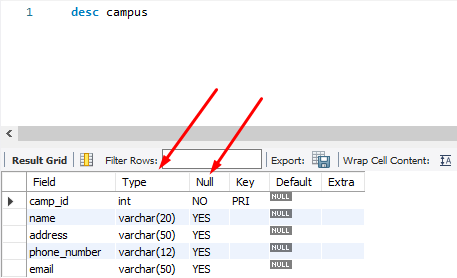 1 desc campus
Result Grid Filter Rows: Export: Wrap Cell Content: IA
Field Type Null Key Default Extra
camp_id int NO PRI NULL
name varchar(20) YES NULL
address varchar(50) YES NULL
phone_number varchar(12) YES NULL
email varchar(50) YES NULL